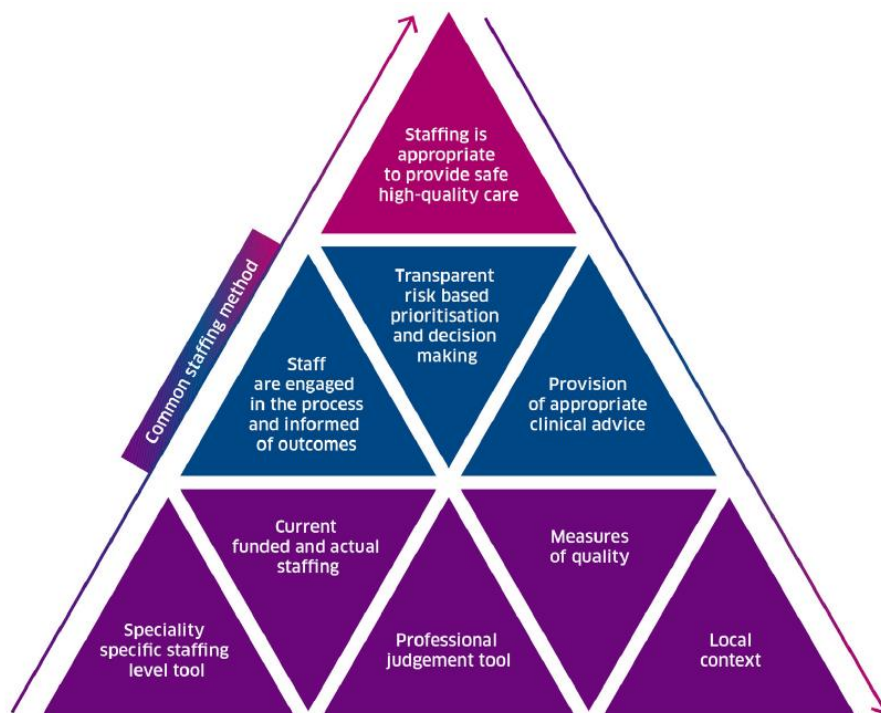 Staffing is
appropriate
to provide safe
high-quality care
Common staffing method
Staff
are engaged
in the process
and informed
of outcomes
Transparent
risk based
prioritisation
and decision
making
Provision
of appropriate
clinical advice
Speciality
specific staffing
level tool
Current
funded and actual
staffing
Professional
judgement tool
Measures
of quality
Local
context